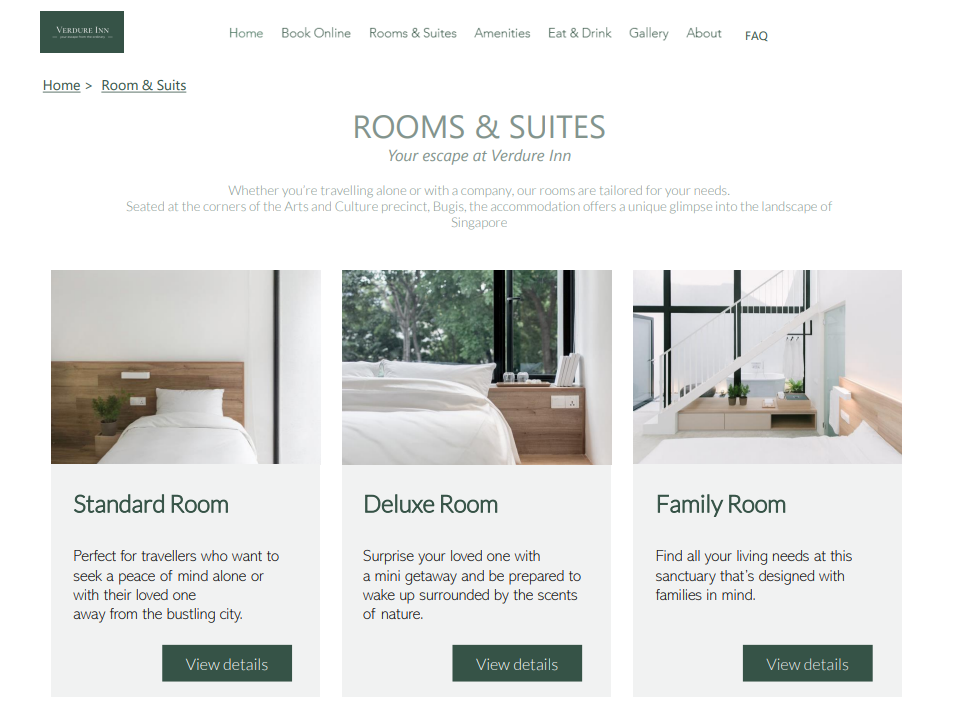 VERDURE INN
your escape from the ordinary
Home Book Online Rooms & Suites Amenities Eat & Drink Gallery About FAQ
Home > Room & Suits
ROOMS & SUITES
Your escape at Verdure Inn
Whether you're travelling alone or with a company, our rooms are tailored for your needs.
Seated at the corners of the Arts and Culture precinct, Bugis, the accommodation offers a unique glimpse into the landscape of
Singapore
Standard Room
Perfect for travellers who want to
seek a peace of mind alone or
with their loved one
away from the bustling city.
View details
Deluxe Room
Surprise your loved one with
a mini getaway and be prepared to
wake up surrounded by the scents
of nature.
View details
Family Room
Find all your living needs at this
sanctuary that's designed with
families in mind.
View details